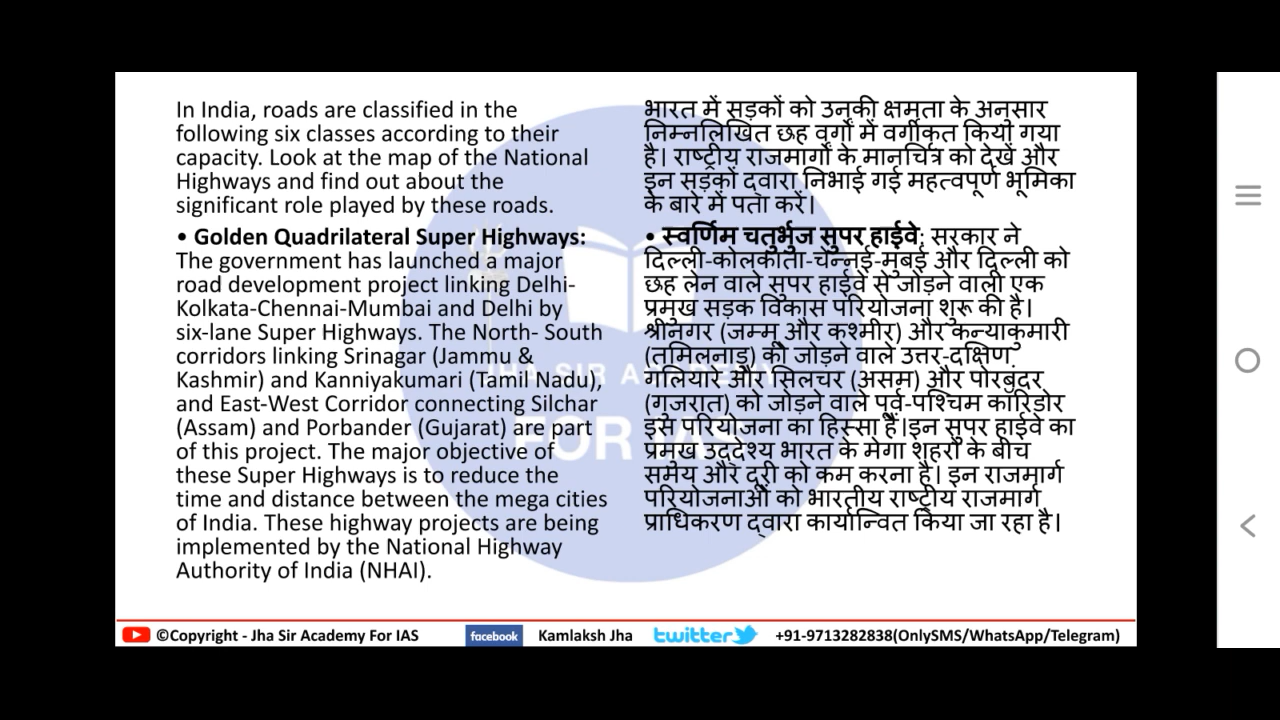 In India, roads are classified in the
following six classes according to their
capacity. Look at the map of the National
Highways and find out about the
significant role played by these roads.
• Golden Quadrilateral Super Highways:
The government has launched a major
road development project linking Delhi-
Kolkata-Chennai-Mumbai and Delhi by
six-lane Super Highways. The North- South
corridors linking Srinagar (Jammu &
Kashmir) and Kanniyakumari (Tamil Nadu),
and East-West Corridor connecting Silchar
(Assam) and Porbander (Gujarat) are part
of this project. The major objective of
these Super Highways is to reduce the
time and distance between the mega cities
of India. These highway projects are being
implemented by the National Highway
Authority of India (NHAI).
भारत में सड़कों को उनकी क्षमता के अनुसार
निम्नलिखित छह वर्गों में वर्गीकृत किया गया
है। राष्ट्रीय राजमार्गों के मानचित्र को देखें और
इन सड़कों द्वारा निभाई गई महत्वपूर्ण भूमिका
के बारे में पता करें।
• स्वर्णिम चतुर्भुज सुपर हाईवे: सरकार ने
दिल्ली-कोलकाता-चेन्नई-मुंबई और दिल्ली को
छह लेन वाले सुपर हाईवे से जोड़ने वाली एक
प्रमुख सड़क विकास परियोजना शुरू की है।
श्रीनगर (जम्मू और कश्मीर) और कन्याकुमारी
(तमिलनाडु) को जोड़ने वाले उत्तर-दक्षिण
गलियारे और सिलचर (असम) और पोरबंदर
(गुजरात) को जोड़ने वाले पूर्व-पश्चिम कॉरिडोर
इस परियोजना का हिस्सा हैं।इन सुपर हाईवे का
प्रमुख उद्देश्य भारत के मेगा शहरों के बीच
समय और दूरी को कम करना है। इन राजमार्ग
परियोजनाओं को भारतीय राष्ट्रीय राजमार्ग
प्राधिकरण द्वारा कार्यान्वित किया जा रहा है।
JHA SIR ACADEMY
FOR IAS
©Copyright - Jha Sir Academy For IAS
facebook
Kamlaksh Jha
twitter
+91-9713282838(OnlySMS/WhatsApp/Telegram)